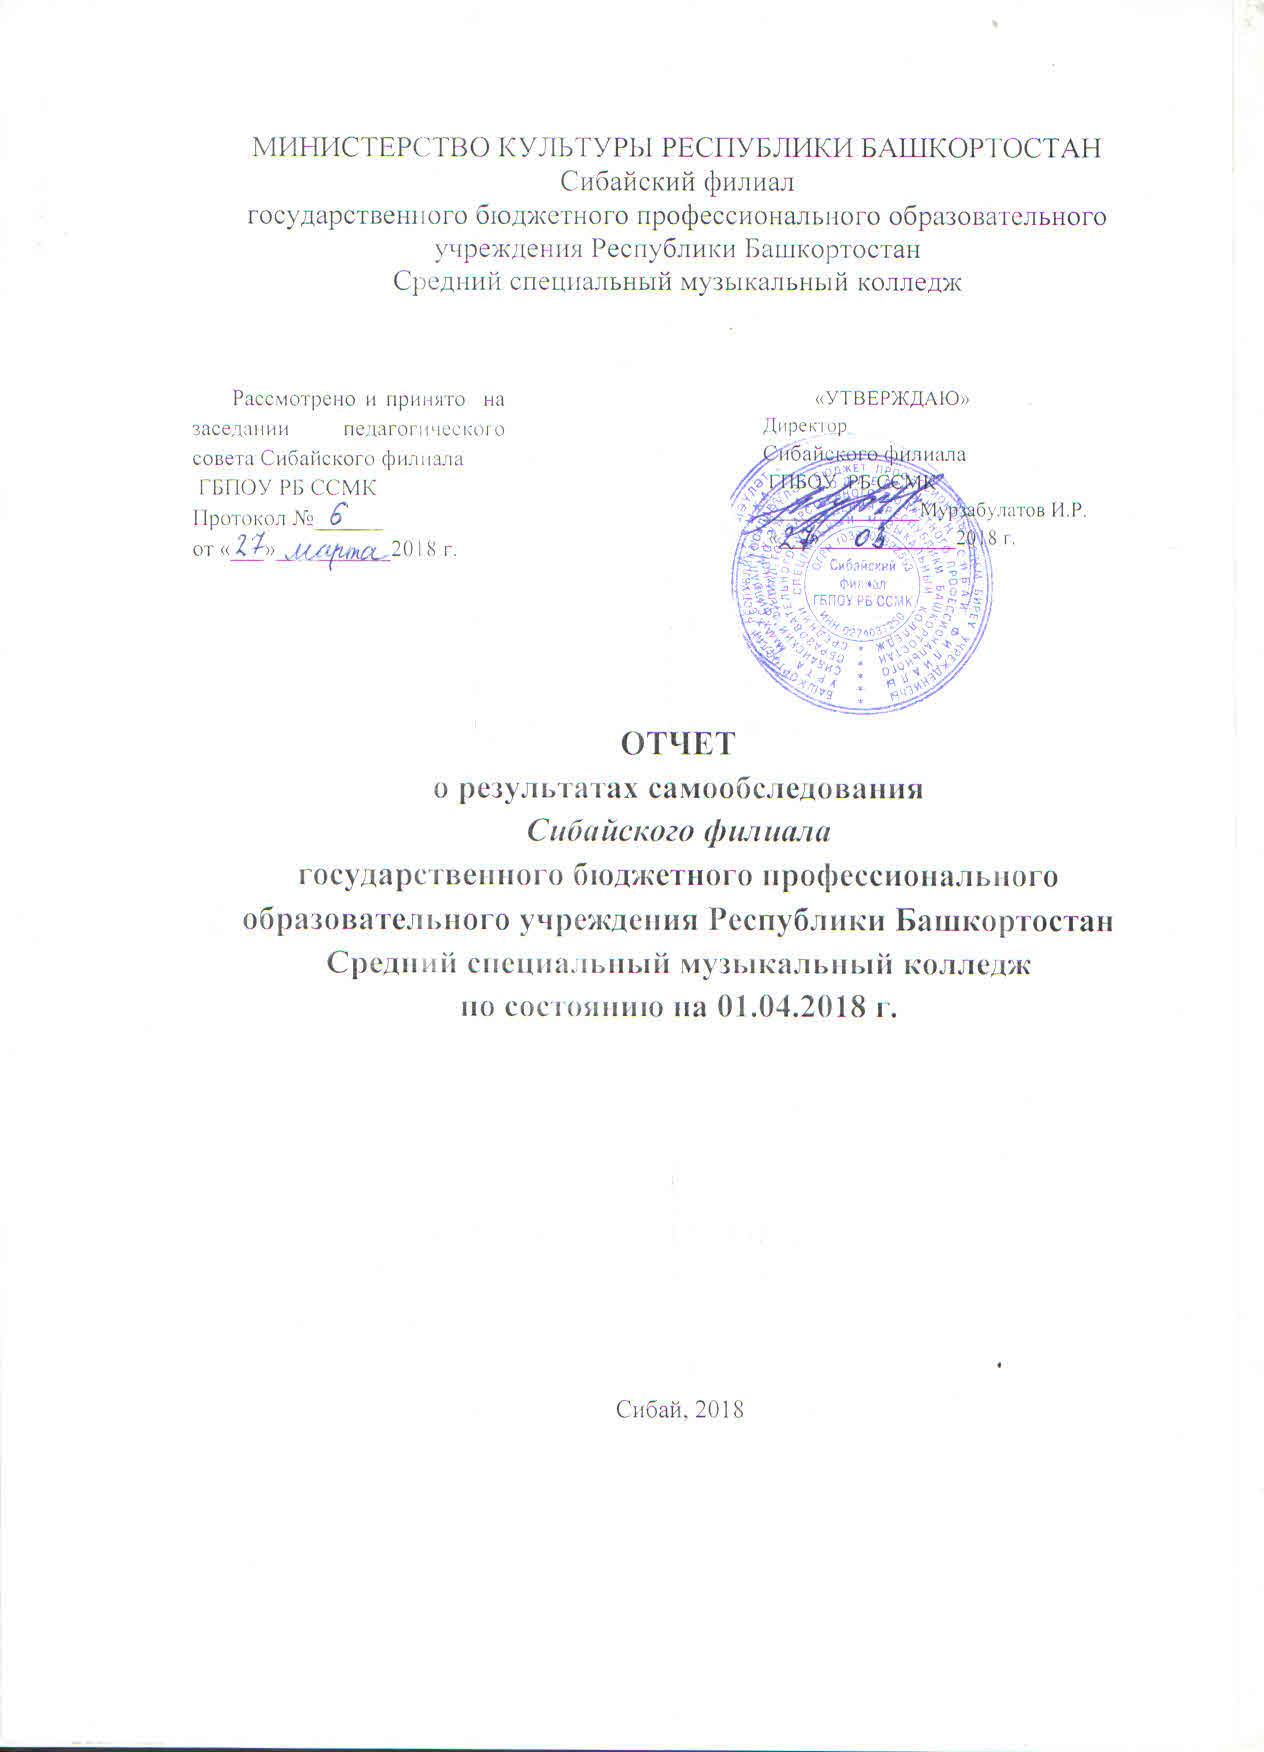 МИНИСТЕРСТВО КУЛЬТУРЫ РЕСПУБЛИКИ БАШКОРТОСТАН
Сибайский филиал
государственного бюджетного профессионального образовательного
учреждения Республики Башкортостан
Средний специальный музыкальный колледж
Рассмотрено и принято на
заседании педагогического
совета Сибайского филиала
ГБПОУ РБ ССМК
Протокол № 6
от «27» марта 2018 г.
«УТВЕРЖДАЮ»
Директор
Сибайского филиала
ГПБОУ РБ ССМК
Мурзабулатов И.Р.
«27» 03 2018 г.
Сибайский
филиал
ГБПОУ РБ ССМК
ОТЧЕТ
о результатах самообследования
Сибайского филиала
государственного бюджетного профессионального
образовательного учреждения Республики Башкортостан
Средний специальный музыкальный колледж
по состоянию на 01.04.2018 г.
Сибай, 2018